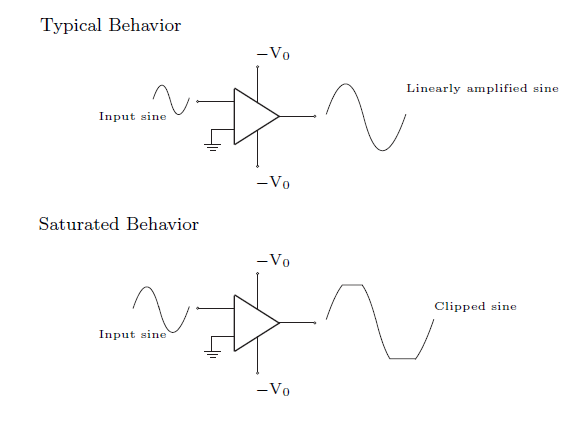 Typical Behavior
−V0
Linearly amplified sine
Input sine
−V0
Saturated Behavior
−V0
Clipped sine
Input sine
−V0